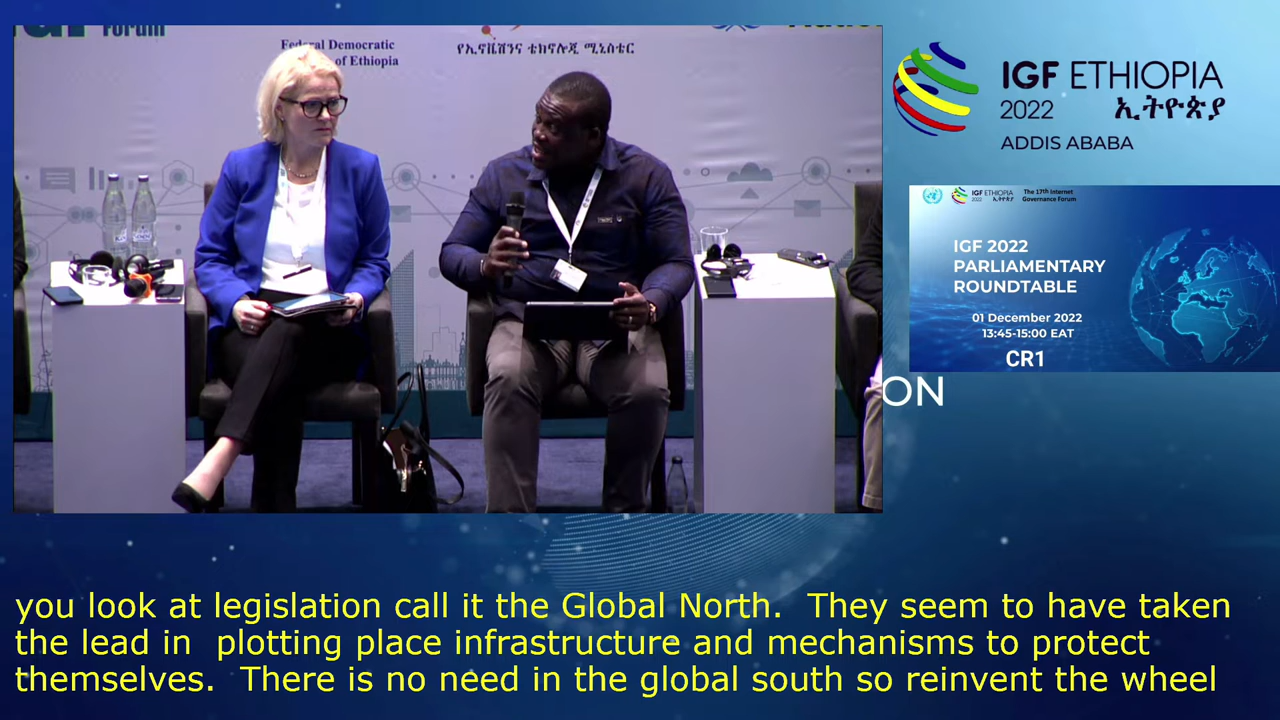 Forum
Federal Democratic
of Ethiopia
የኢኖቬሽንና ቴክኖሎጂ ሚኒስቴር
IGF ETHIOPIA
2022 ኢትዮጵያ
ADDIS ABABA
IGF ETHIOPIA
2022 ኢትዮጵያ
The 17th Internet
Governance Forum
IGF 2022
PARLIAMENTARY
ROUNDTABLE
01 December 2022
13:45-15:00 EAT
CR1
ON
you look at legislation call it the Global North. They seem to have taken
the lead in plotting place infrastructure and mechanisms to protect
themselves. There is no need in the global south so reinvent the wheel